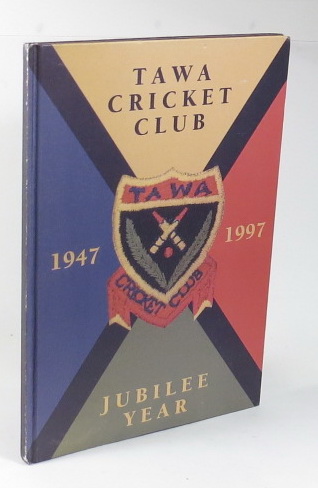 TAWA
CRICKET
CLUB
TAWA
1947
1997
CRICKET CLUB
JUBILEE
YEAR